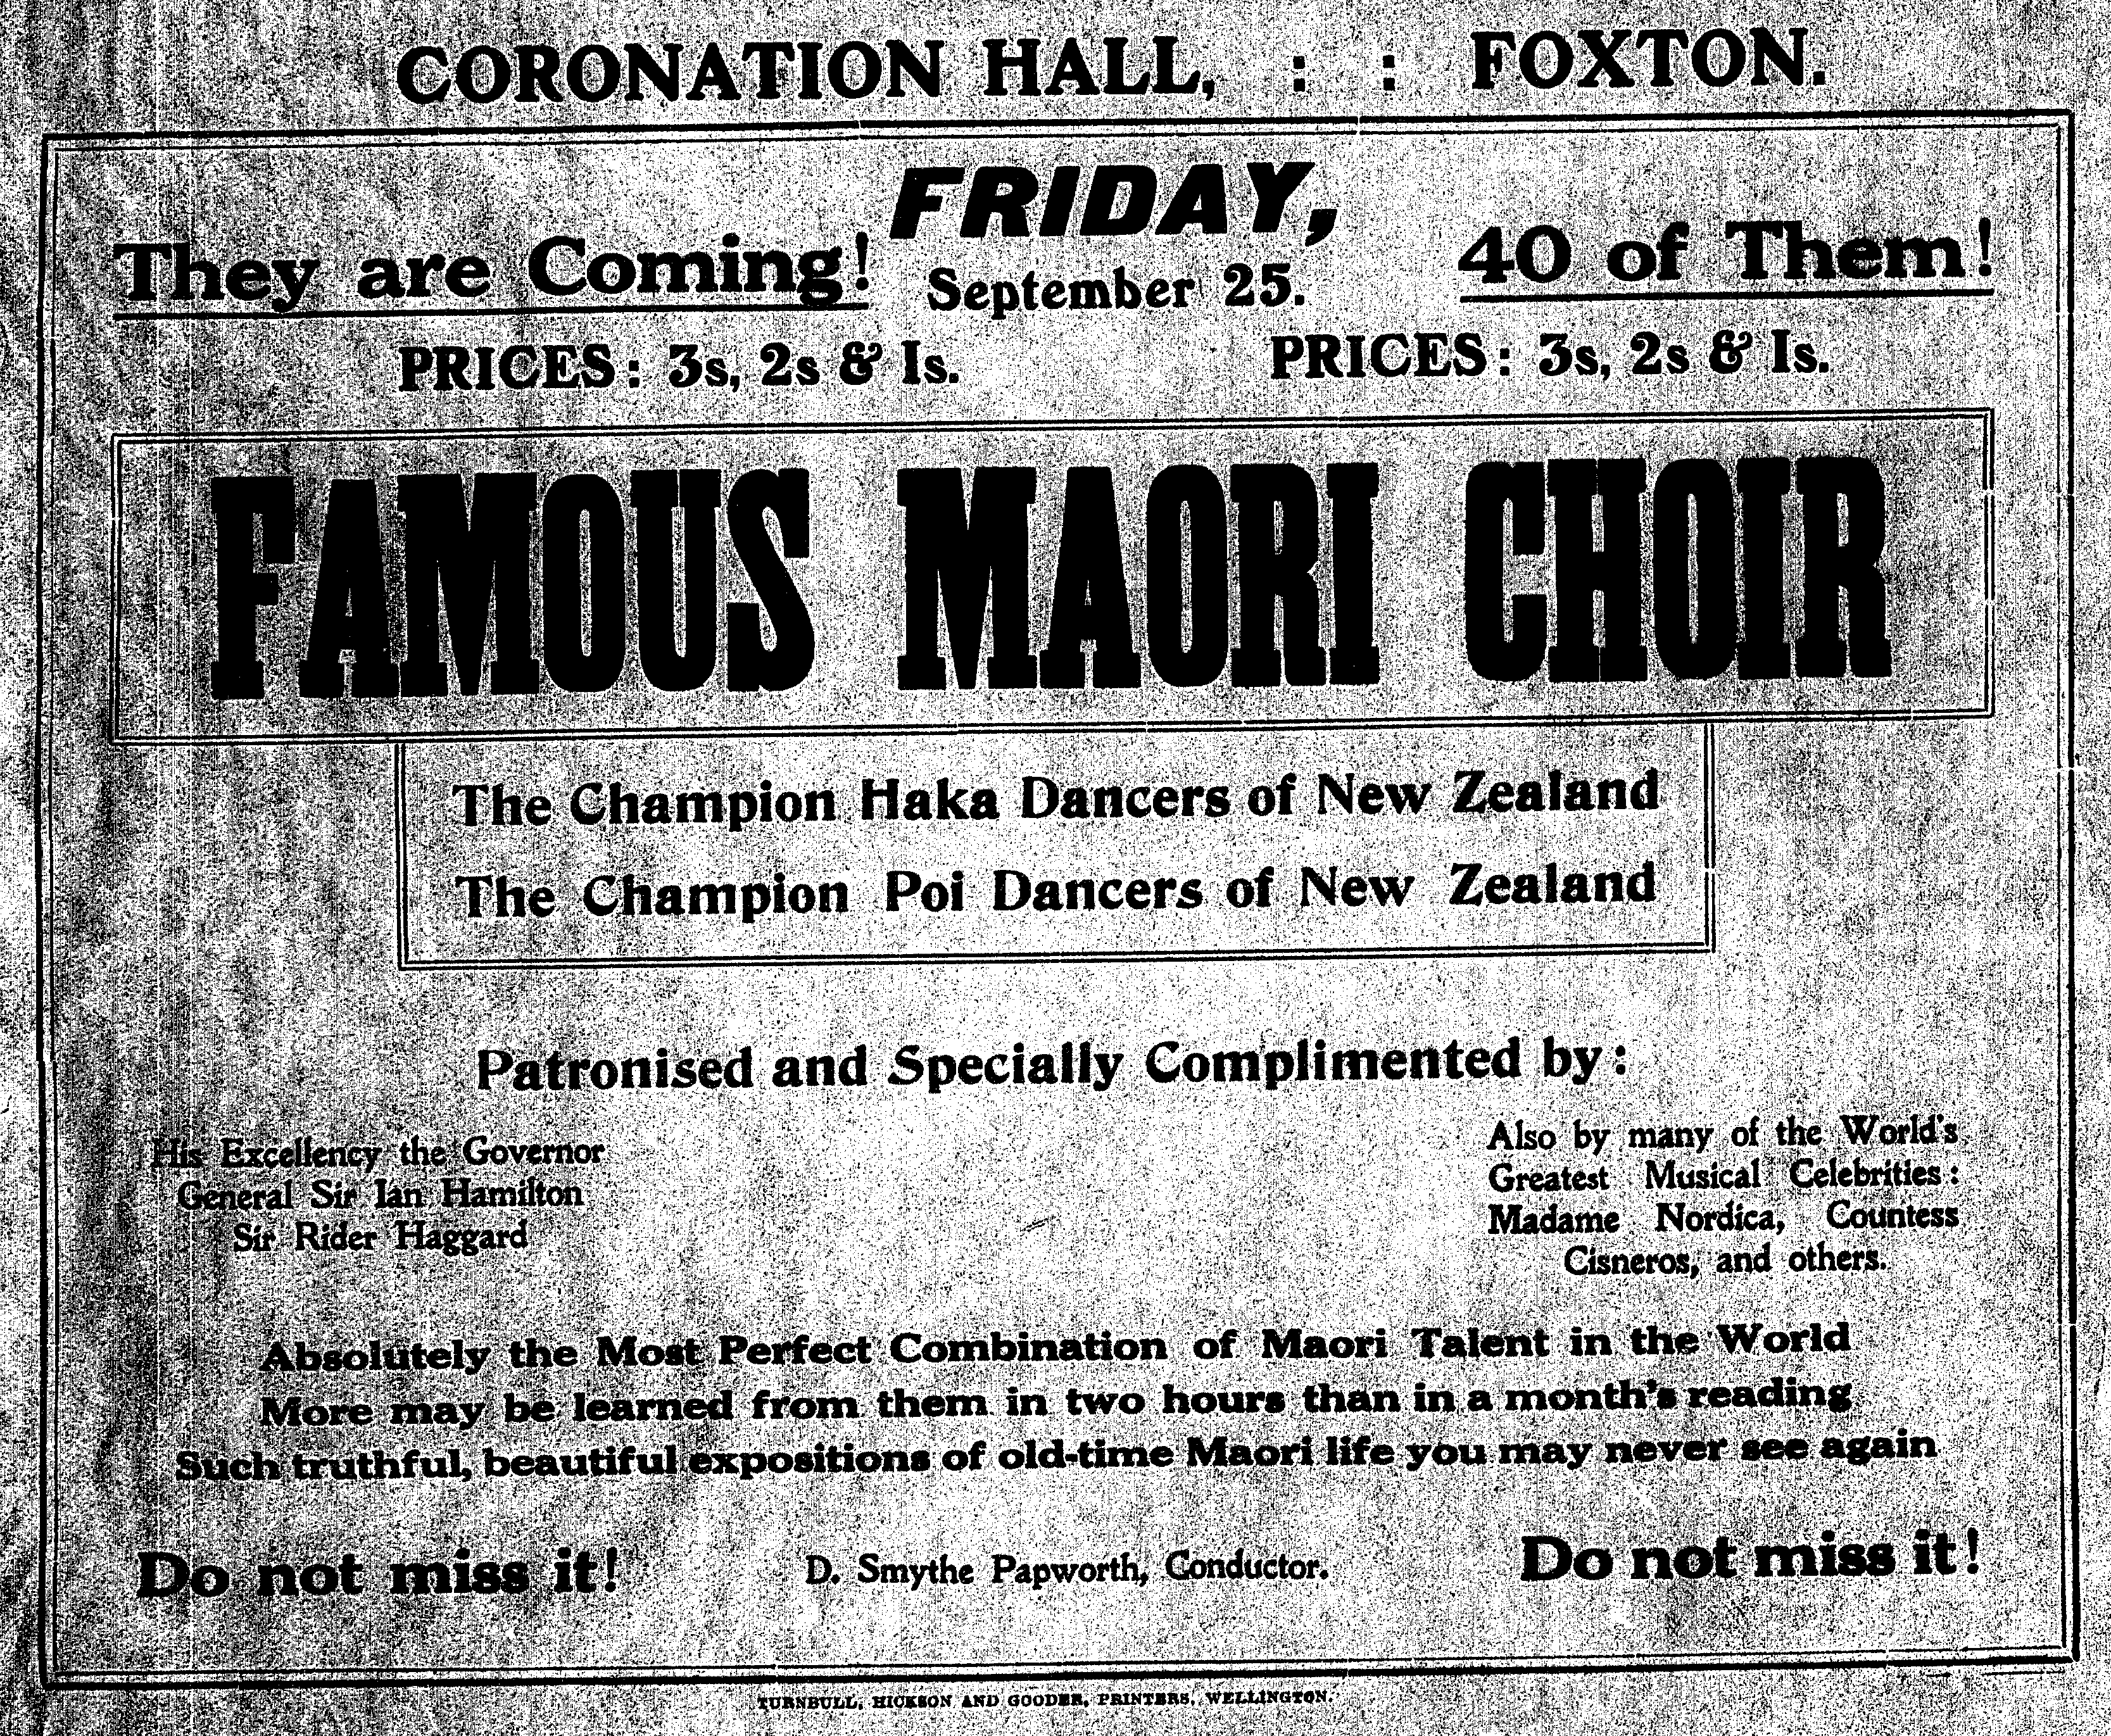 CORONATION HALL, : : FOXTON.
FRIDAY,
They are Coming!
September 25.
40 of Them!
PRICES: 3s, 2s & 1s.
PRICES: 3s, 2s & 1s.
FAMOUS MAORI CHOIR
The Champion Haka Dancers of New Zealand
The Champion Poi Dancers of New Zealand
Patronised and Specially Complimented by:
His Excellency the Governor
General Sir Ian Hamilton
Sir Rider Haggard
Also by many of the World's
Greatest Musical Celebrities:
Madame Nordica, Countess
Cisneros, and others.
Absolutely the Most Perfect Combination of Maori Talent in the World
More may be learned from them in two hours than in a month's reading
Such truthful, beautiful expositions of old-time Maori life you may never see again
Do not miss it!
D. Smythe Papworth, Conductor.
Do not miss it!
TURNBULL, HICKSON AND GOODER, PRINTERS, WELLINGTON.